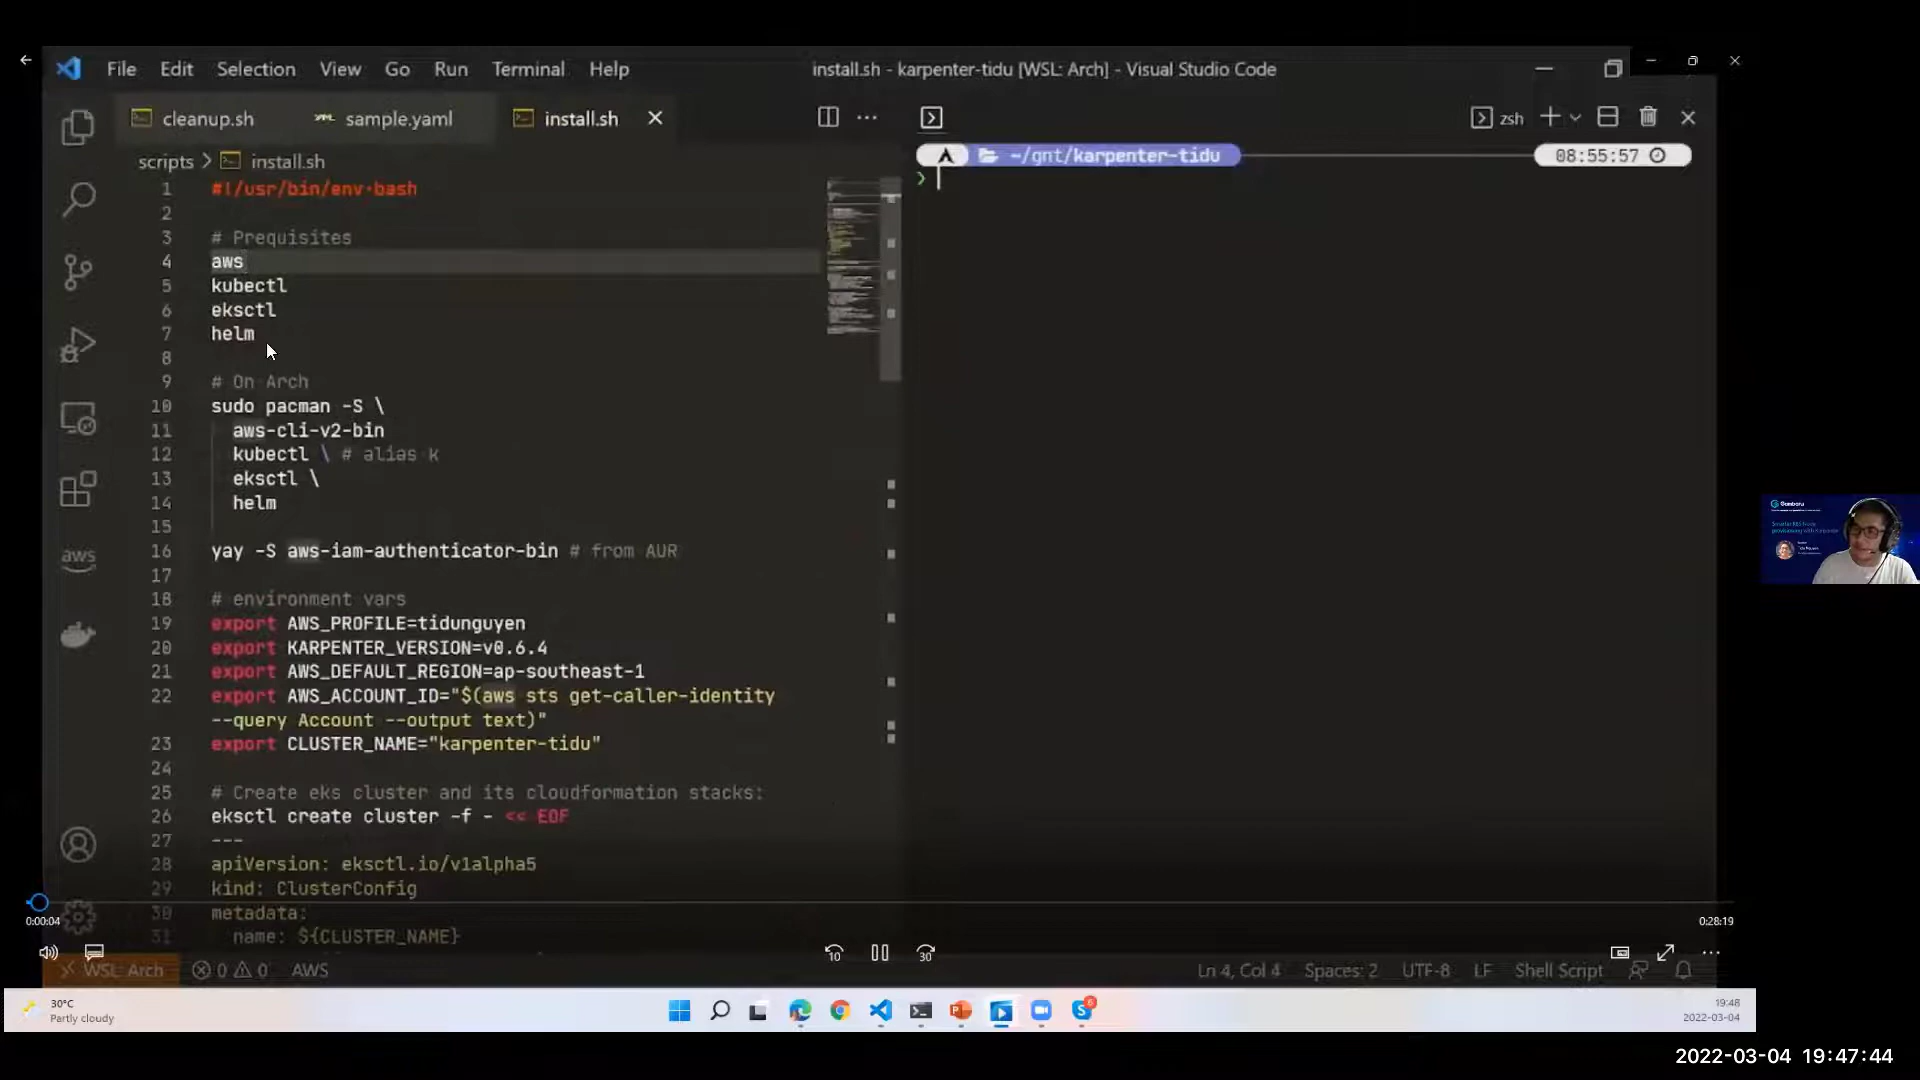 File Edit Selection View Go Run Terminal Help
install.sh - karpenter-tidu [WSL: Arch] - Visual Studio Code
cleanup.sh sample.yaml install.sh
zsh
scripts > install.sh
~/gnt/karpenter-tidu
08:55:57
1 #!/usr/bin/env·bash
2
3 # Prequisites
4 aws
5 kubectl
6 eksctl
7 helm
8
9 # On Arch
10 sudo pacman -S \
11 aws-cli-v2-bin
12 kubectl \ # alias k
13 eksctl \
14 helm
15
16 yay -S aws-iam-authenticator-bin # from AUR
17
18 # environment vars
19 export AWS_PROFILE=tidunguyen
20 export KARPENTER_VERSION=v0.6.4
21 export AWS_DEFAULT_REGION=ap-southeast-1
22 export AWS_ACCOUNT_ID="$(aws sts get-caller-identity
--query Account --output text)"
23 export CLUSTER_NAME="karpenter-tidu"
24
25 # Create eks cluster and its cloudformation stacks:
26 eksctl create cluster -f - << EOF
27 ---
28 apiVersion: eksctl.io/v1alpha5
29 kind: ClusterConfig
30 metadata:
31 name: ${CLUSTER_NAME}
aws
0:00:04
0:28:19
10
30
WSL: Arch 0 0 AWS
Ln 4, Col 4 Spaces: 2 UTF-8 LF Shell Script
30°C
Partly cloudy
19:48
2022-03-04
Gambaru
2022-03-04 19:47:44